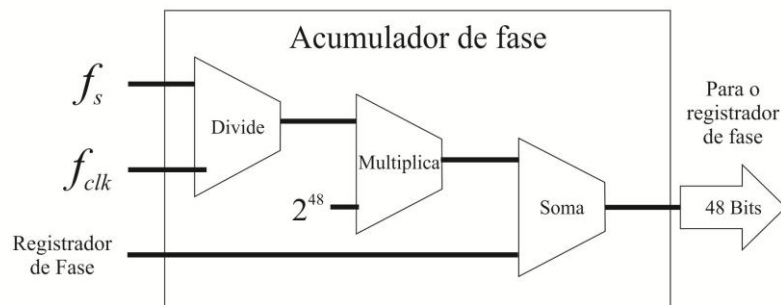 Acumulador de fase
f_s
f_clk
Divide
Multiplica
2^48
Soma
Registrador
de Fase
Para o
registrador
de fase
48 Bits